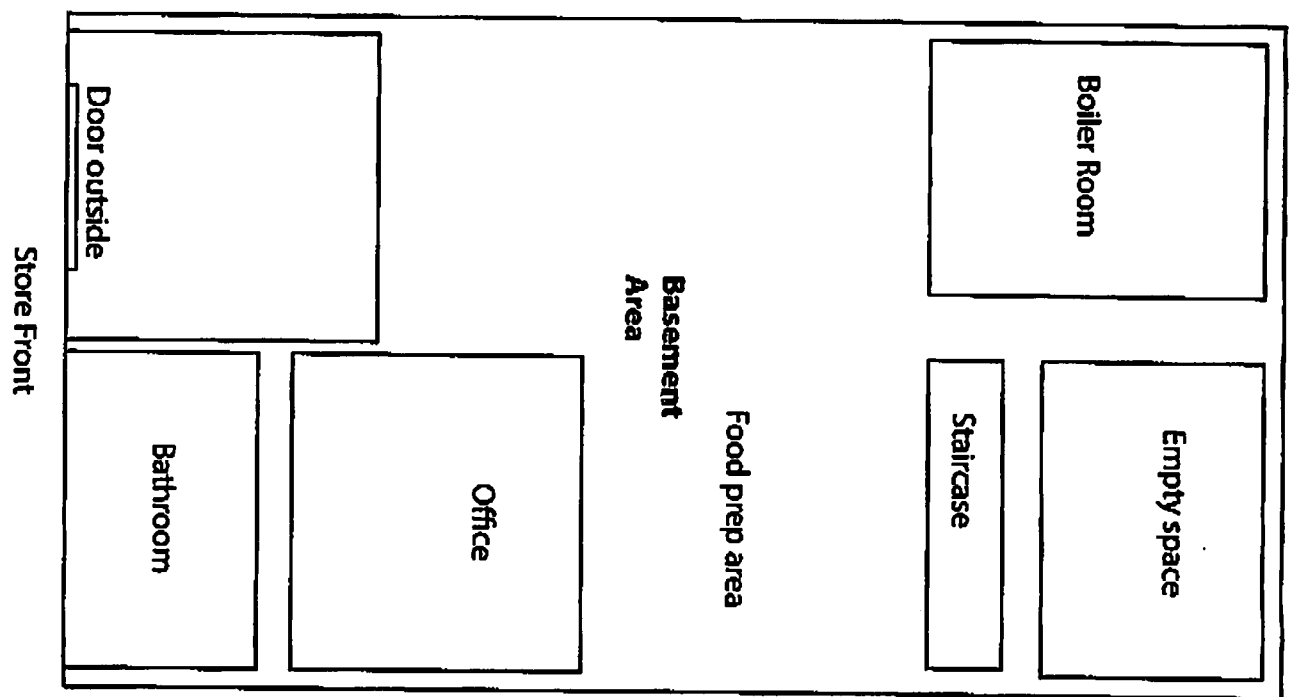 Boiler Room
Empty space
Staircase
Food prep area
Basement
Area
Office
Door outside
Bathroom
Store Front